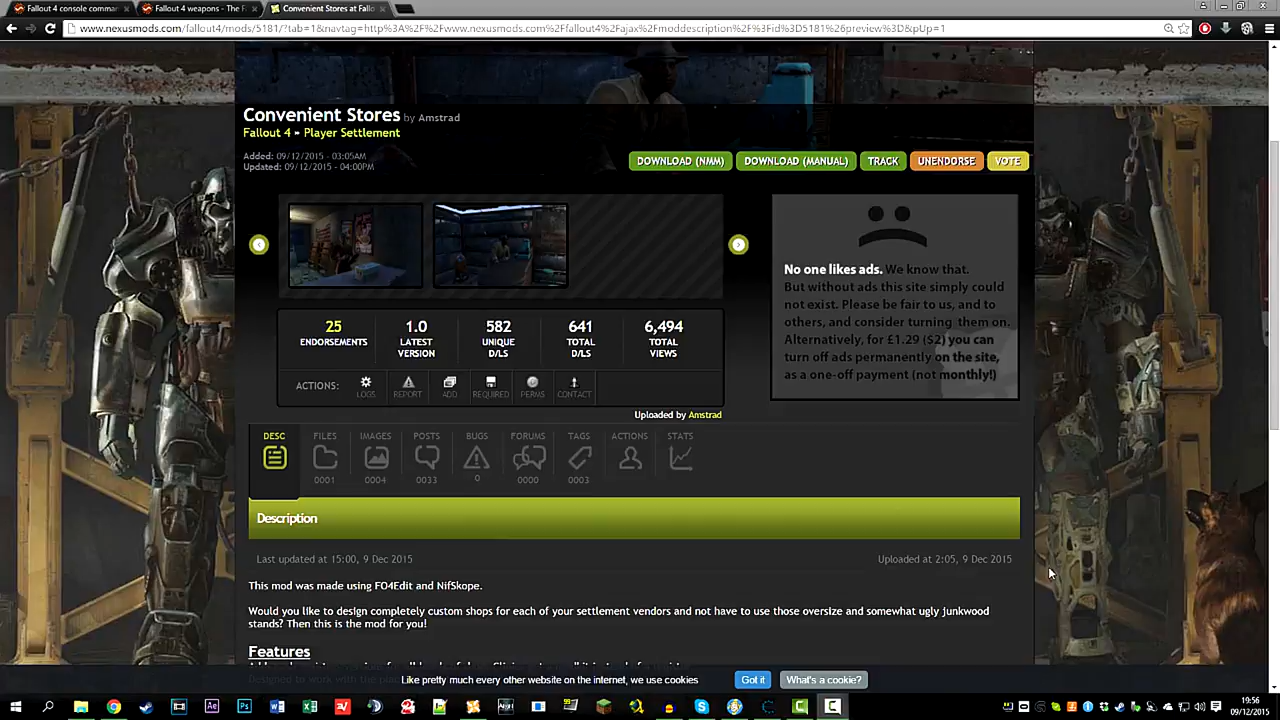 Fallout 4 console comman
Fallout 4 weapons - The F
Convenient Stores at Fallo
www.nexusmods.com/fallout4/mods/5181/?tab=1&navtag=http%3A%2F%2Fwww.nexusmods.com%2Ffallout4%2Fajax%2Fmoddescription%2F%3Fid%3D5181%26preview%3D&pUp=1
Convenient Stores by Amstrad
Fallout 4 » Player Settlement
Added: 09/12/2015 - 03:05AM
Updated: 09/12/2015 - 04:00PM
DOWNLOAD (NMM) DOWNLOAD (MANUAL) TRACK UNENDORSE VOTE
No one likes ads. We know that.
But without ads this site simply could
not exist. Please be fair to us, and to
others, and consider turning them on.
Alternatively, for £1.29 ($2) you can
turn off ads permanently on the site,
as a one-off payment (not monthly!)
25 1.0 582 641 6,494
ENDORSEMENTS LATEST UNIQUE TOTAL TOTAL
VERSION D/LS D/LS VIEWS
ACTIONS: LOGS REPORT ADD REQUIRED PERMS CONTACT
Uploaded by Amstrad
DESC FILES IMAGES POSTS BUGS FORUMS TAGS ACTIONS STATS
0001 0004 0033 0 0000 0003
Description
Last updated at 15:00, 9 Dec 2015 Uploaded at 2:05, 9 Dec 2015
This mod was made using FO4Edit and NifSkope.
Would you like to design completely custom shops for each of your settlement vendors and not have to use those oversize and somewhat ugly junkwood
stands? Then this is the mod for you!
Features
Like pretty much every other website on the internet, we use cookies Got it What's a cookie?
19:56
09/12/2015